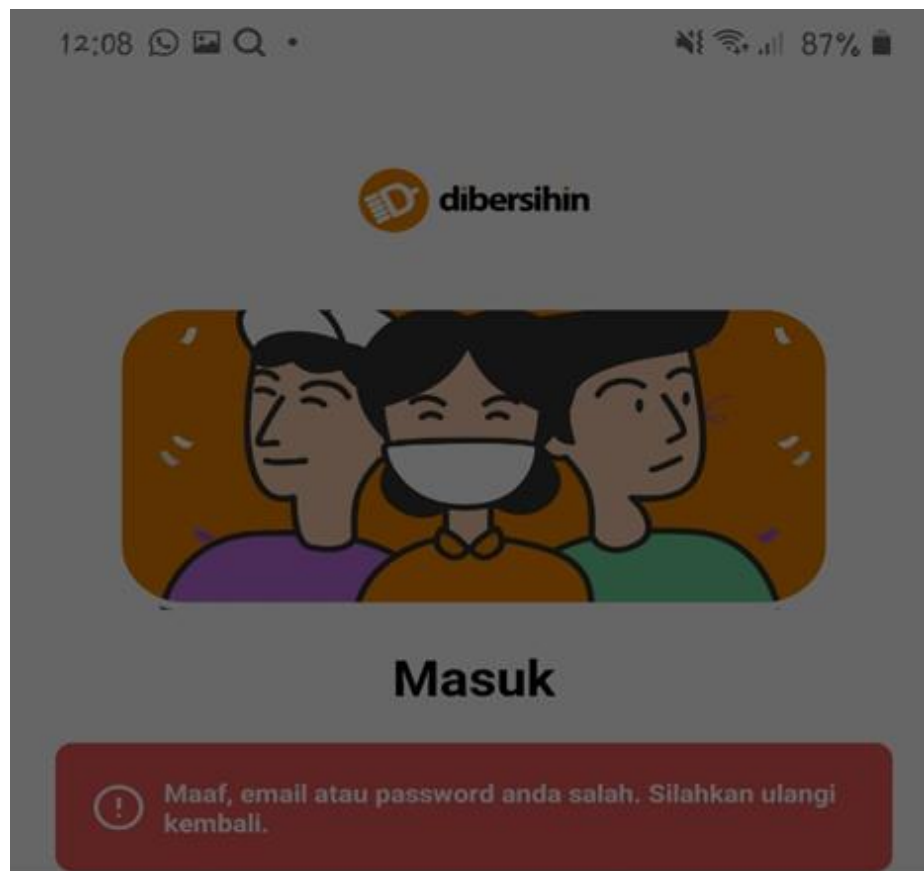 12:08
87%
dibersihin
Masuk
Maaf, email atau password anda salah. Silahkan ulangi
kembali.